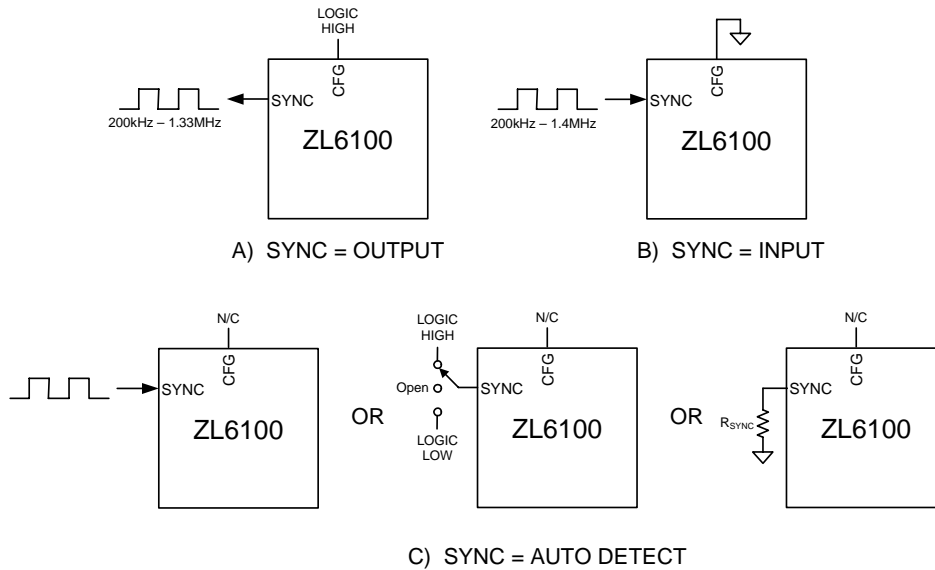 LOGIC
HIGH
CFG
SYNC
200kHz – 1.33MHz
ZL6100
A) SYNC = OUTPUT
CFG
SYNC
200kHz – 1.4MHz
ZL6100
B) SYNC = INPUT
N/C
CFG
SYNC
ZL6100
OR
LOGIC
HIGH
Open
LOGIC
LOW
N/C
CFG
SYNC
ZL6100
OR
N/C
CFG
SYNC
RSYNC
ZL6100
C) SYNC = AUTO DETECT